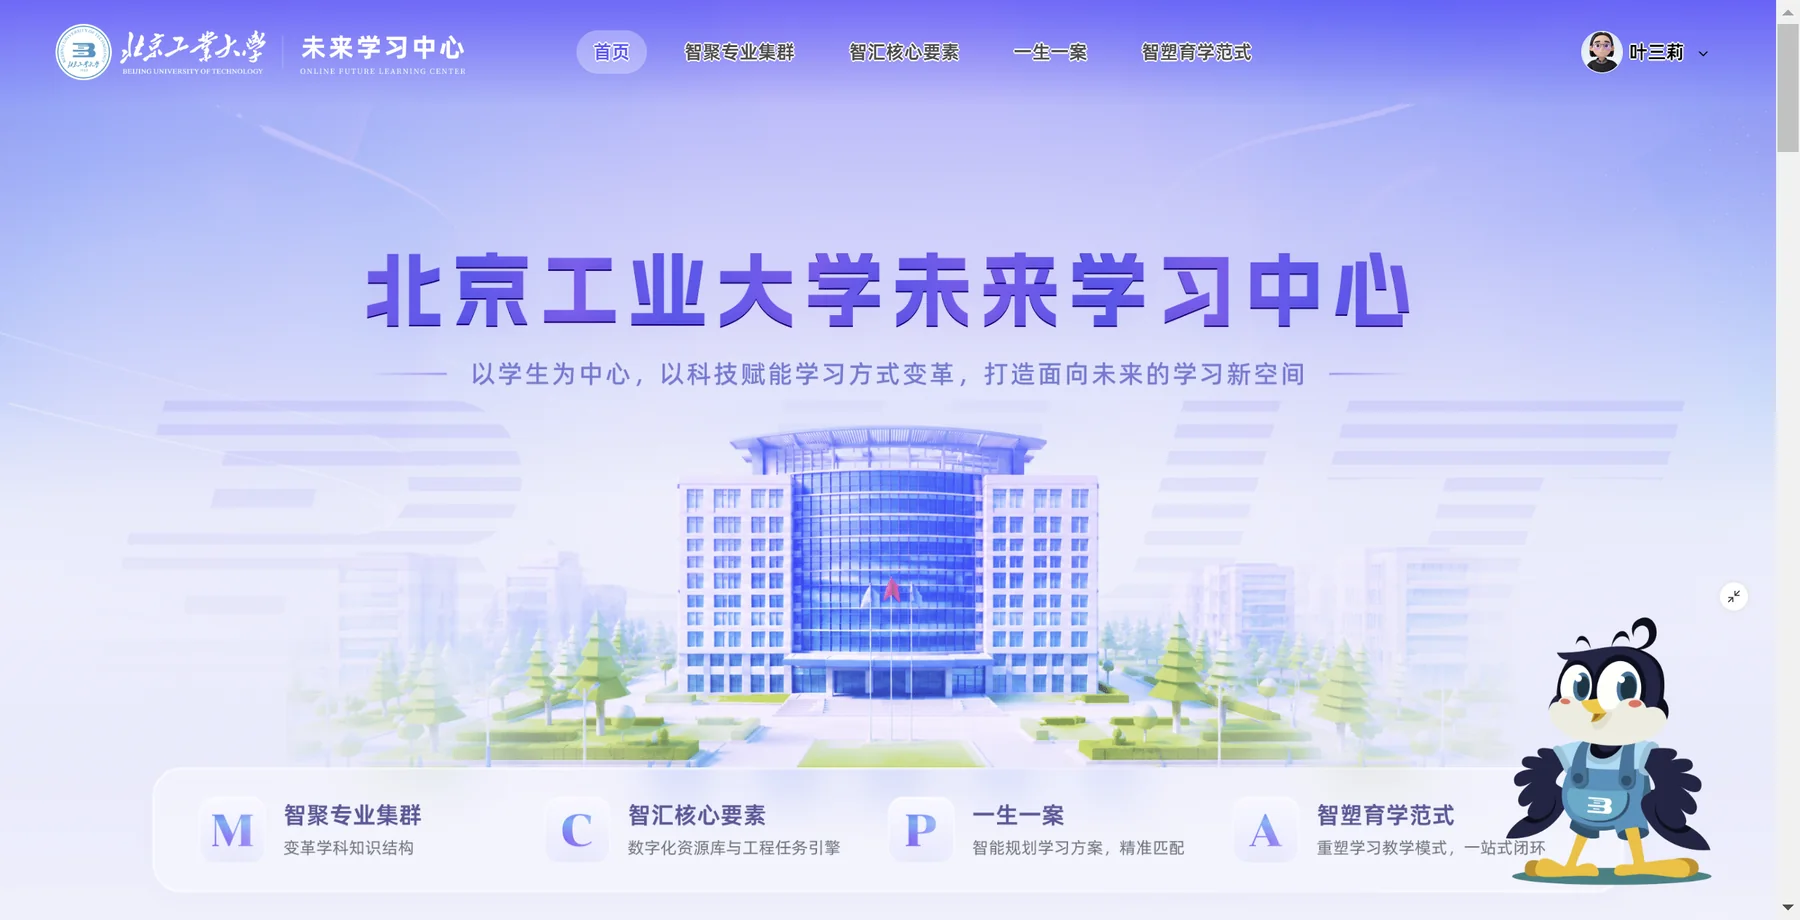 北京工业大学
BEIJING UNIVERSITY OF TECHNOLOGY
未来学习中心
ONLINE FUTURE LEARNING CENTER
首页
智聚专业集群
智汇核心要素
一生一案
智塑育学范式
叶三莉
北京工业大学未来学习中心
以学生为中心，以科技赋能学习方式变革，打造面向未来的学习新空间
M
智聚专业集群
变革学科知识结构
C
智汇核心要素
数字化资源库与工程任务引擎
P
一生一案
智能规划学习方案，精准匹配
A
智塑育学范式
重塑学习教学模式，一站式闭环